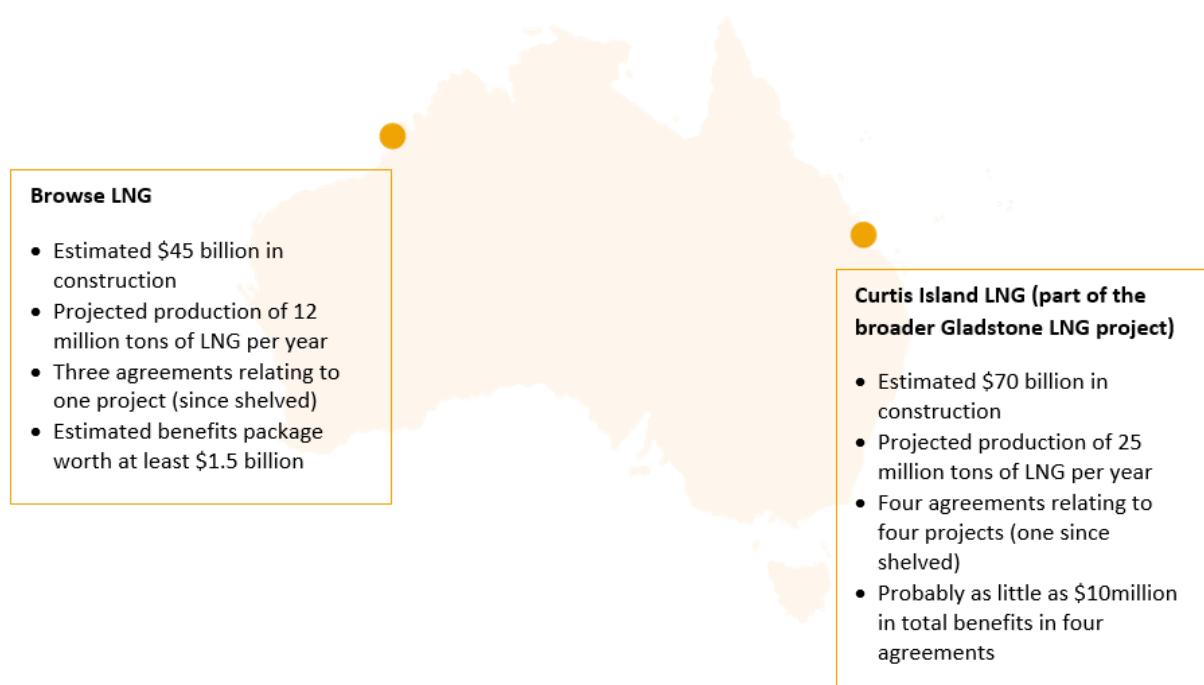 Browse LNG
• Estimated $45 billion in
construction
• Projected production of 12
million tons of LNG per year
• Three agreements relating to
one project (since shelved)
• Estimated benefits package
worth at least $1.5 billion
Curtis Island LNG (part of the
broader Gladstone LNG project)
• Estimated $70 billion in
construction
• Projected production of 25
million tons of LNG per year
• Four agreements relating to
four projects (one since
shelved)
• Probably as little as $10million
in total benefits in four
agreements